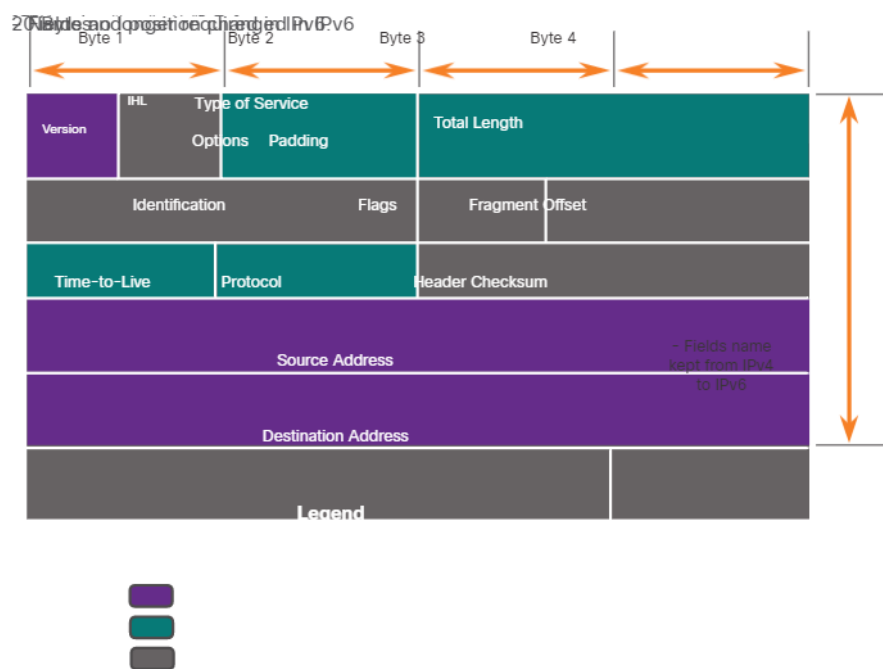 Byte 1 Byte 2 Byte 3 Byte 4
Version IHL Type of Service Total Length
Options Padding
Identification Flags Fragment Offset
Time-to-Live Protocol Header Checksum
Source Address
- Fields name
kept from IPv4
to IPv6
Destination Address
Legend